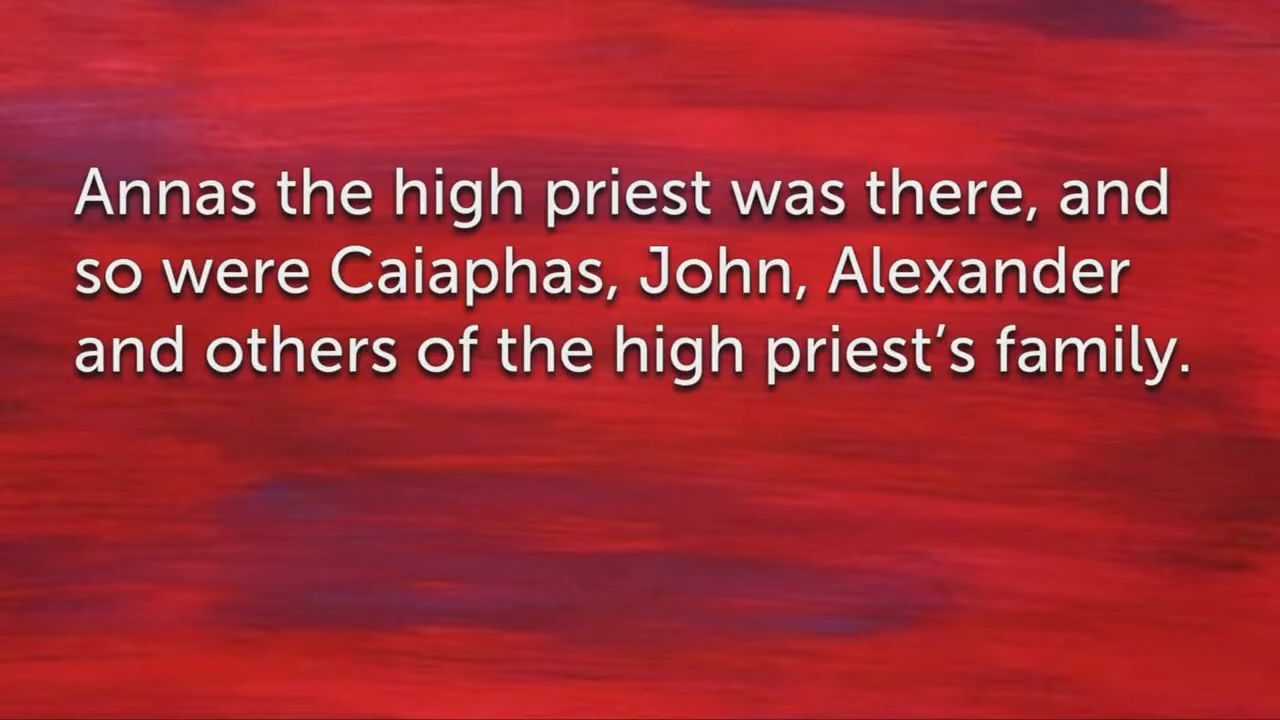 Annas the high priest was there, and
so were Caiaphas, John, Alexander
and others of the high priest’s family.